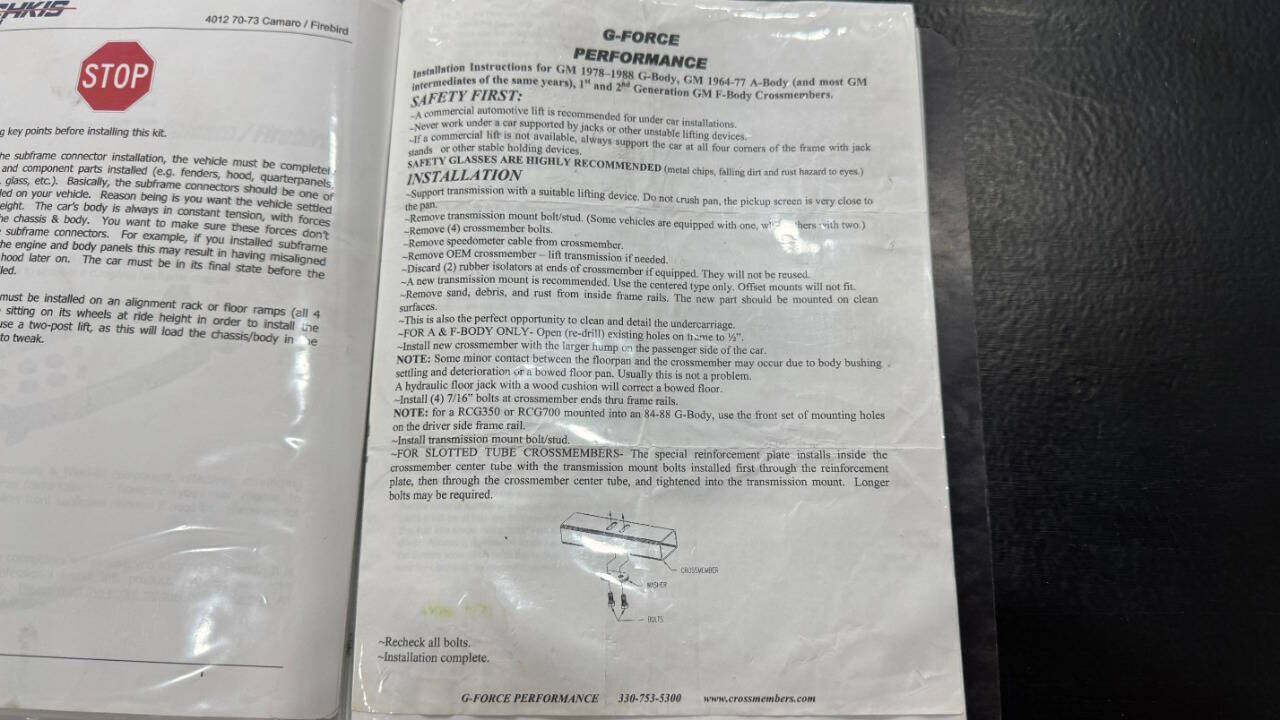 4012 70-73 Camaro / Firebird
STOP
g key points before installing this kit.
he subframe connector installation, the vehicle must be complete
and component parts installed (e.g. fenders, hood, quarterpanels,
glass, etc.). Basically, the subframe connectors should be one of
led on your vehicle. Reason being is you want the vehicle settled
eight. The car's body is always in constant tension, with forces
he chassis & body. You want to make sure these forces don't
subframe connectors. For example, if you installed subframe
he engine and body panels this may result in having misaligned
hood later on. The car must be in its final state before the
led.
must be installed on an alignment rack or floor ramps (all 4
sitting on its wheels at ride height in order to install the
use a two-post lift, as this will load the chassis/body in
to tweak.
G-FORCE
PERFORMANCE
Installation Instructions for GM 1978-1988 G-Body, GM 1964-77 A-Body (and most GM
intermediates of the same years), 1st and 2nd Generation GM F-Body Crossmembers.
SAFETY FIRST:
~A commercial automotive lift is recommended for under car installations.
~Never work under a car supported by jacks or other unstable lifting devices.
~If a commercial lift is not available, always support the car at all four corners of the frame with jack
stands or other stable holding devices.
SAFETY GLASSES ARE HIGHLY RECOMMENDED (metal chips, falling dirt and rust hazard to eyes.)
INSTALLATION
~Support transmission with a suitable lifting device. Do not crush pan, the pickup screen is very close to
the pan.
~Remove transmission mount bolt/stud. (Some vehicles are equipped with one, with two.)
~Remove (4) crossmember bolts.
~Remove speedometer cable from crossmember.
~Remove OEM crossmember – lift transmission if needed.
~Discard (2) rubber isolators at ends of crossmember if equipped. They will not be reused.
~A new transmission mount is recommended. Use the centered type only. Offset mounts will not fit.
~Remove sand, debris, and rust from inside frame rails. The new part should be mounted on clean
surfaces.
~This is also the perfect opportunity to clean and detail the undercarriage.
~FOR A & F-BODY ONLY- Open (re-drill) existing holes on frame to ½".
~Install new crossmember with the larger hump on the passenger side of the car.
NOTE: Some minor contact between the floorpan and the crossmember may occur due to body bushing
settling and deterioration or a bowed floor pan. Usually this is not a problem.
A hydraulic floor jack with a wood cushion will correct a bowed floor.
~Install (4) 7/16" bolts at crossmember ends thru frame rails.
NOTE: for a RCG350 or RCG700 mounted into an 84-88 G-Body, use the front set of mounting holes
on the driver side frame rail.
~Install transmission mount bolt/stud.
~FOR SLOTTED TUBE CROSSMEMBERS- The special reinforcement plate installs inside the
crossmember center tube with the transmission mount bolts installed first through the reinforcement
plate, then through the crossmember center tube, and tightened into the transmission mount. Longer
bolts may be required.
CROSSMEMBER
WASHER
BOLTS
~Recheck all bolts.
~Installation complete.
G-FORCE PERFORMANCE 330-753-5300 www.crossmembers.com